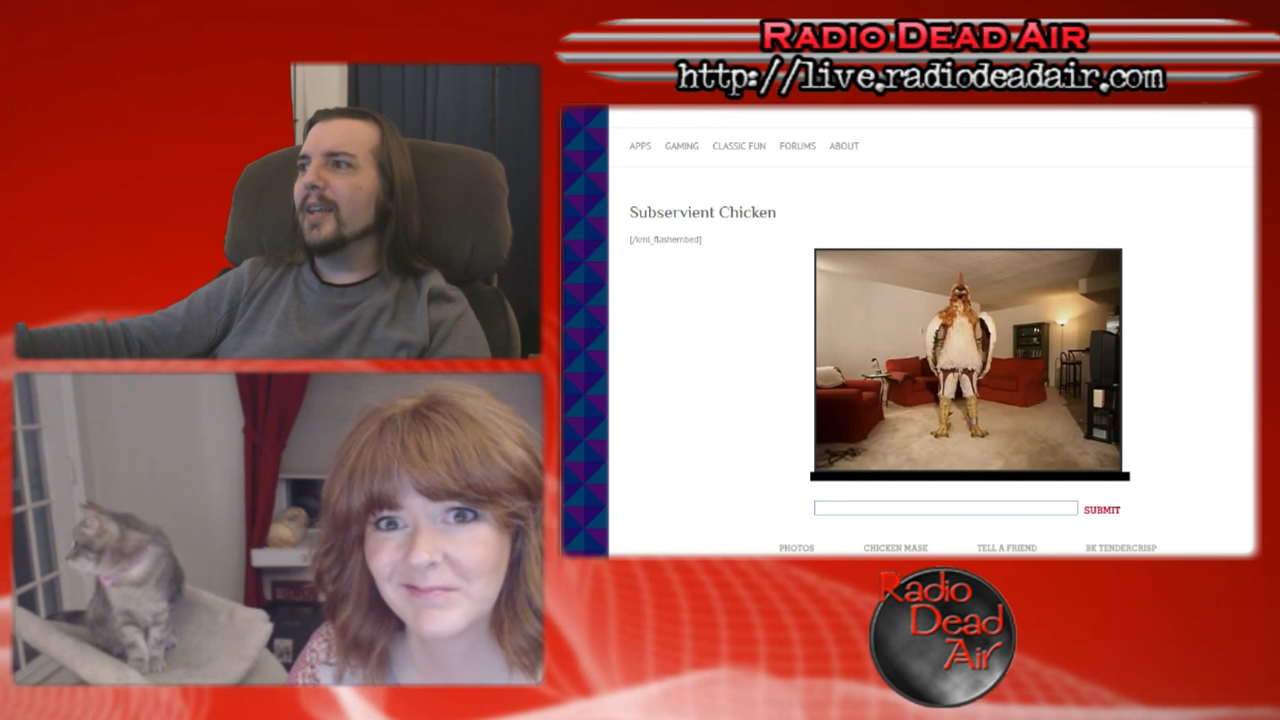 RADIO DEAD AIR
http://live.radiodeadair.com
APPS GAMING CLASSIC FUN FORUMS ABOUT
Subservient Chicken
[/kml_flashembed]
SUBMIT
PHOTOS CHICKEN MASK TELL A FRIEND BK TENDERCRISP
Radio
Dead
Air